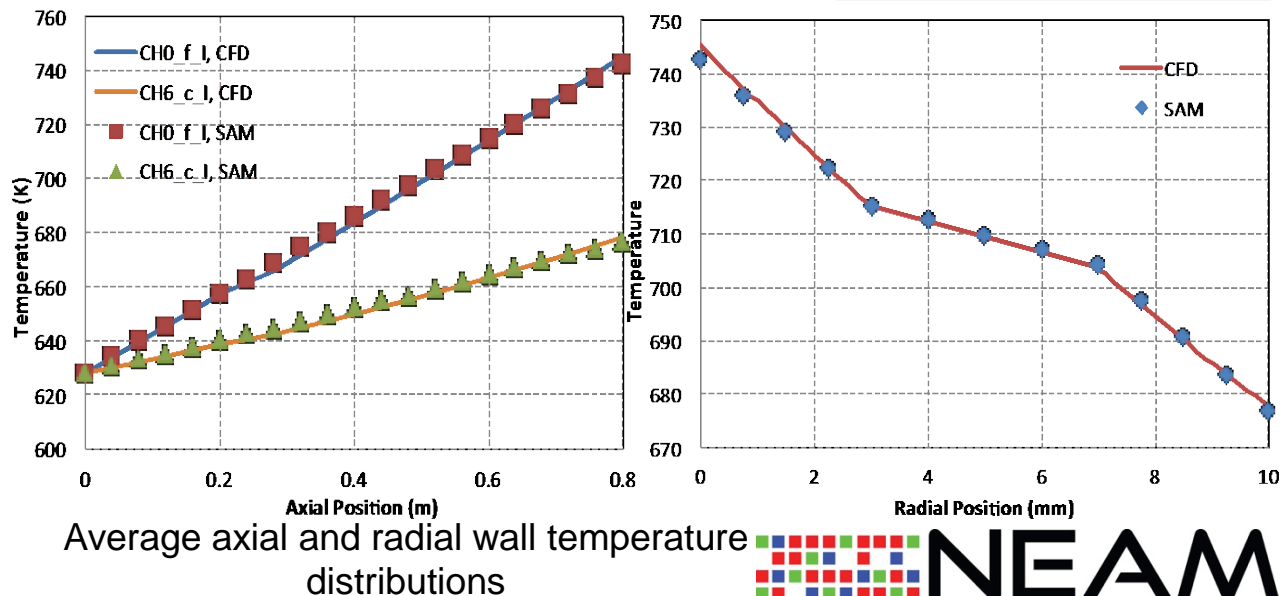 760
740
720
700
680
660
640
620
600
Temperature (K)
CH0_f_I, CFD
CH6_c_I, CFD
CH0_f_I, SAM
CH6_c_I, SAM
0
0.2
0.4
0.6
0.8
Axial Position (m)
750
740
730
720
710
700
690
680
670
Temperature
CFD
SAM
0
2
4
6
8
10
Radial Position (mm)
Average axial and radial wall temperature
distributions
NEAM